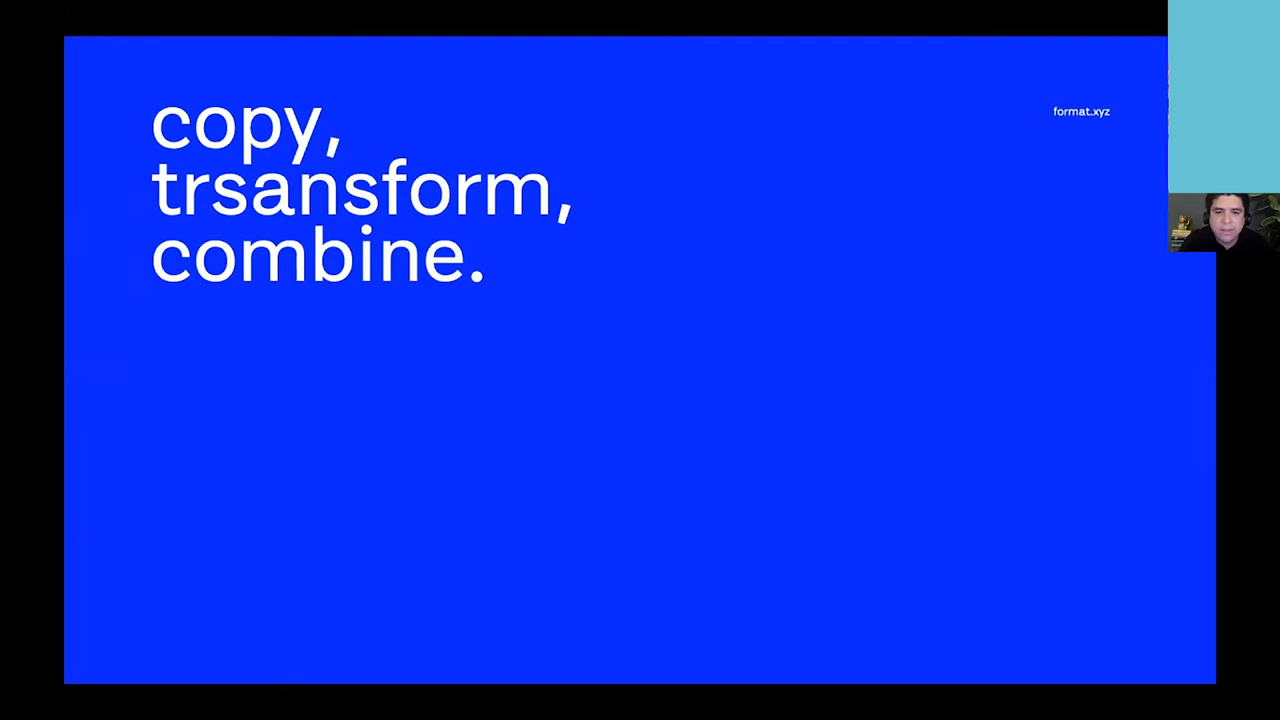 copy,
trsansform,
combine.
format.xyz